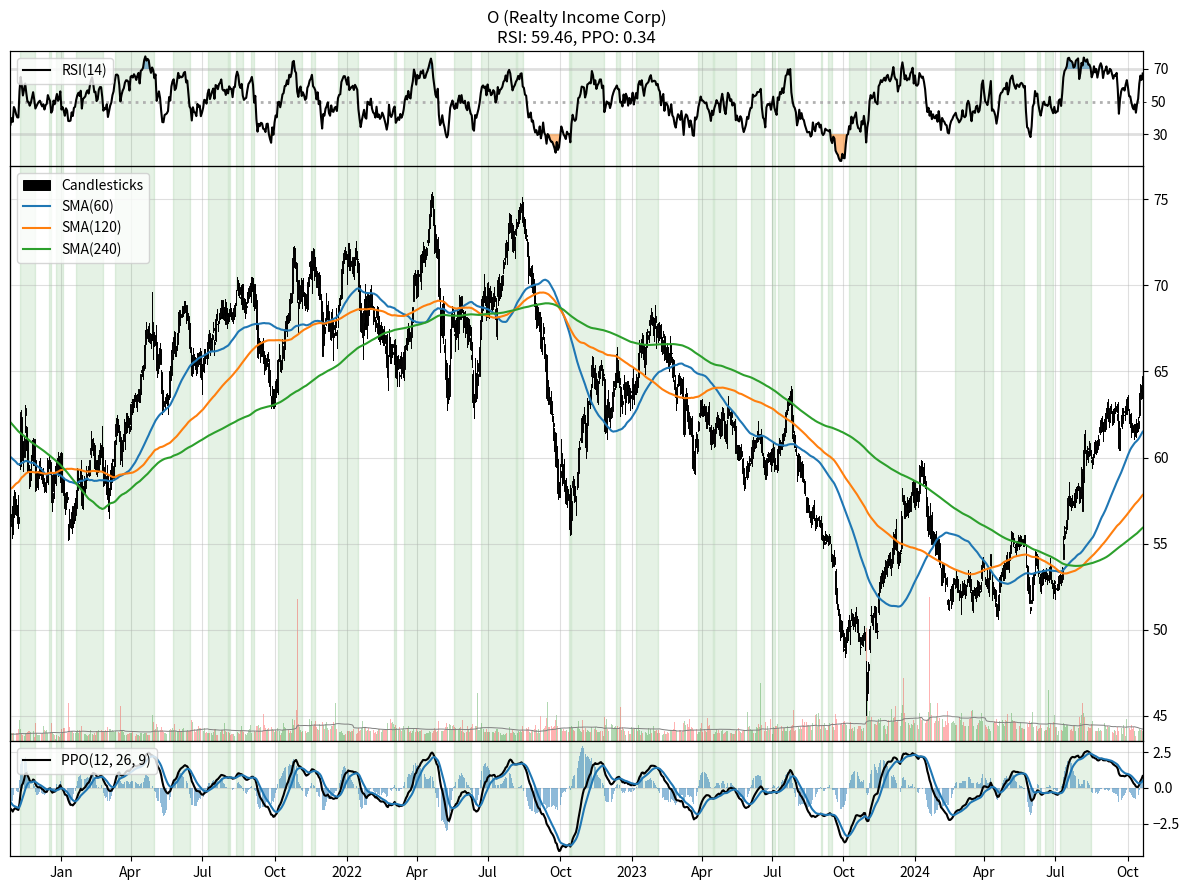 O (Realty Income Corp)
RSI: 59.46, PPO: 0.34
RSI(14)
70
50
30
Candlesticks
SMA(60)
SMA(120)
SMA(240)
75
70
65
60
55
50
45
PPO(12, 26, 9)
2.5
0.0
−2.5
Jan Apr Jul Oct 2022 Apr Jul Oct 2023 Apr Jul Oct 2024 Apr Jul Oct